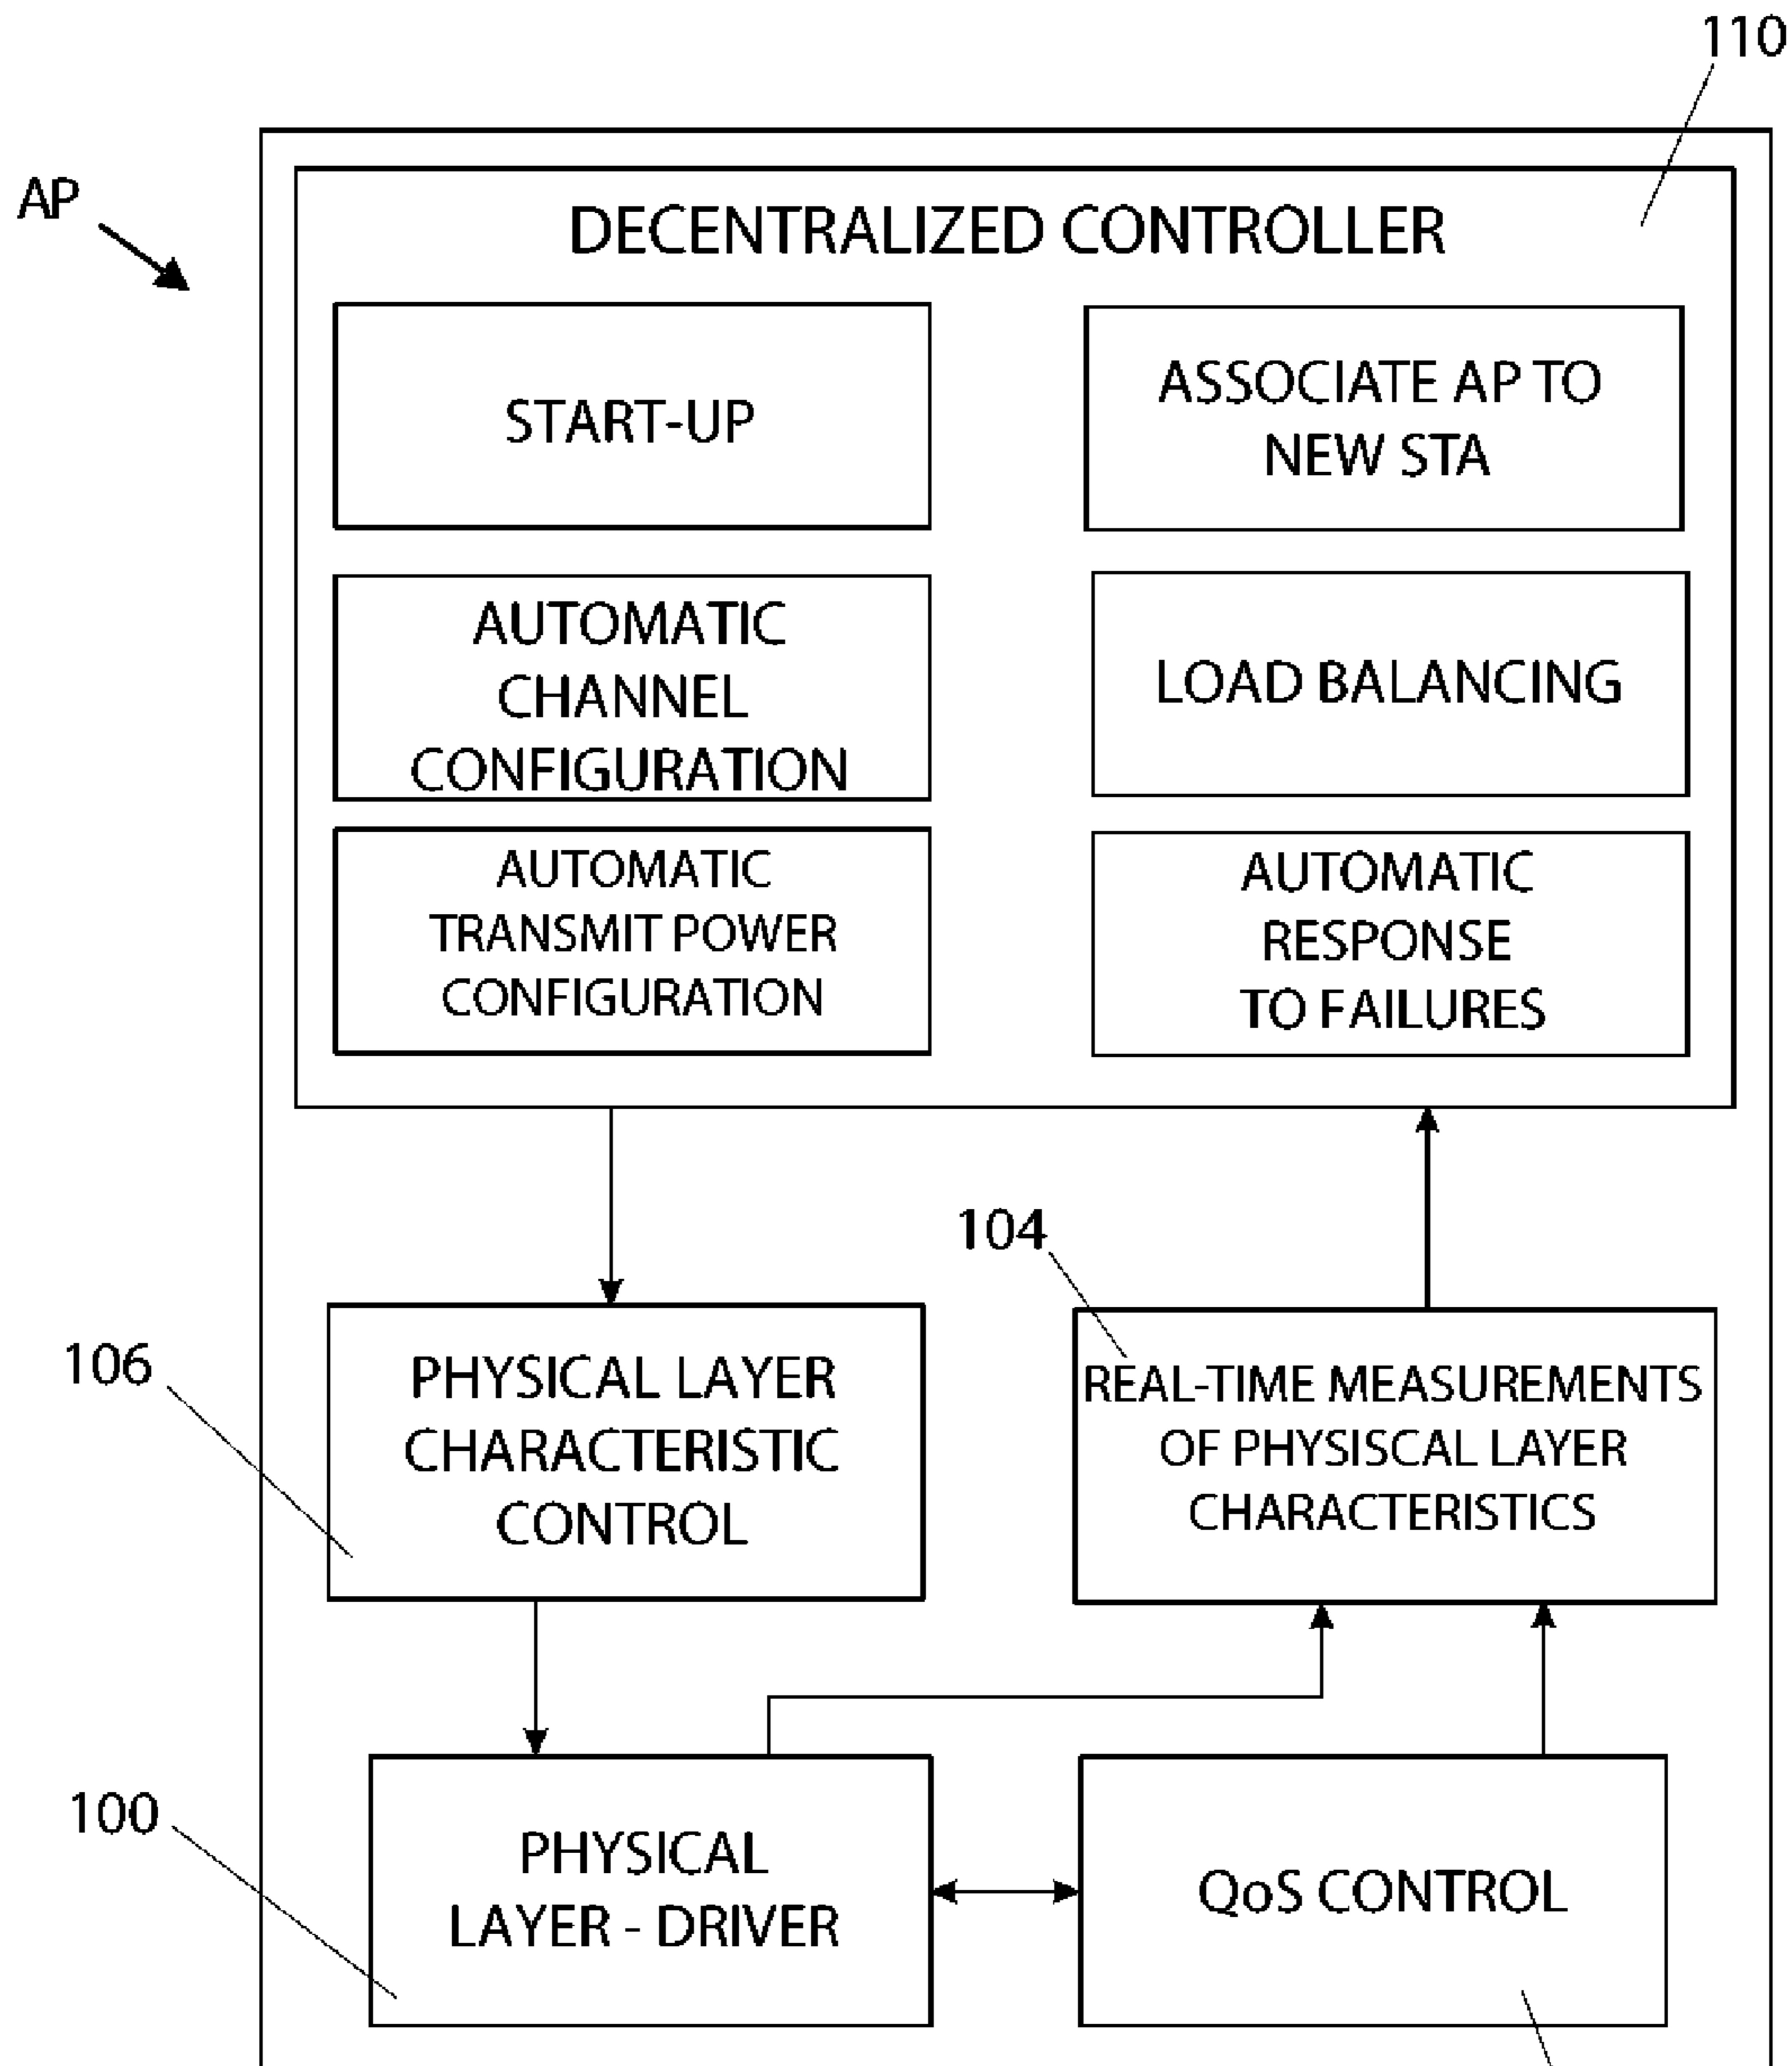 110
AP
DECENTRALIZED CONTROLLER
START-UP
ASSOCIATE AP TO
NEW STA
AUTOMATIC
CHANNEL
CONFIGURATION
LOAD BALANCING
AUTOMATIC
TRANSMIT POWER
CONFIGURATION
AUTOMATIC
RESPONSE
TO FAILURES
104
106
PHYSICAL LAYER
CHARACTERISTIC
CONTROL
REAL-TIME MEASUREMENTS
OF PHYSISCAL LAYER
CHARACTERISTICS
100
PHYSICAL
LAYER - DRIVER
QoS CONTROL